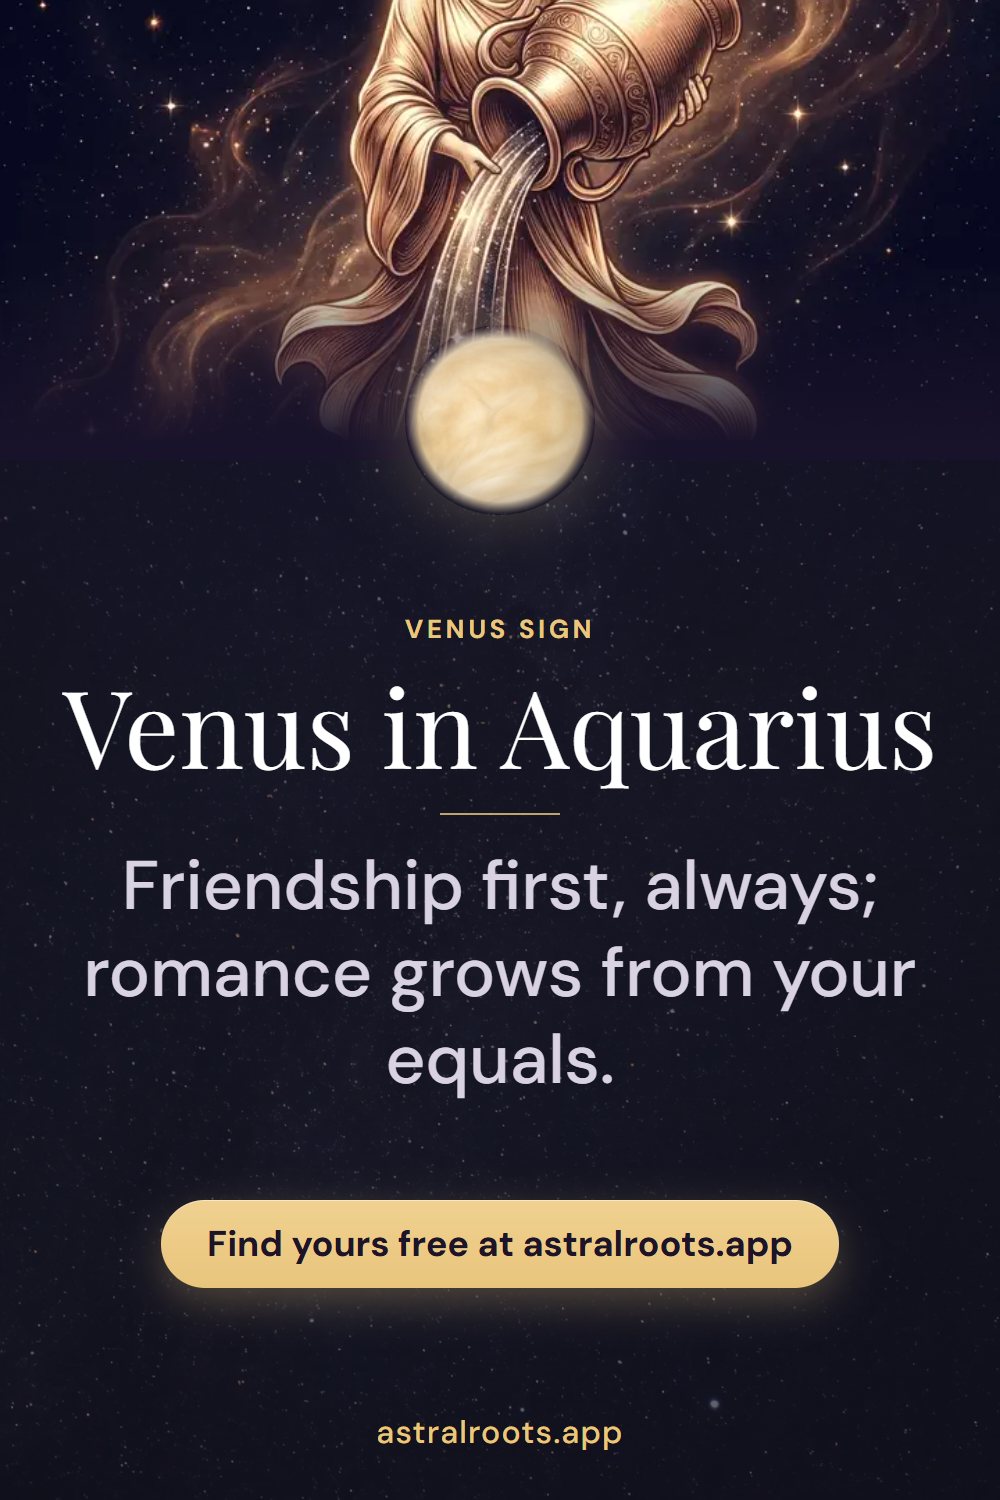 VENUS SIGN
Venus in Aquarius
Friendship first, always;
romance grows from your
equals.
Find yours free at astralroots.app
astralroots.app